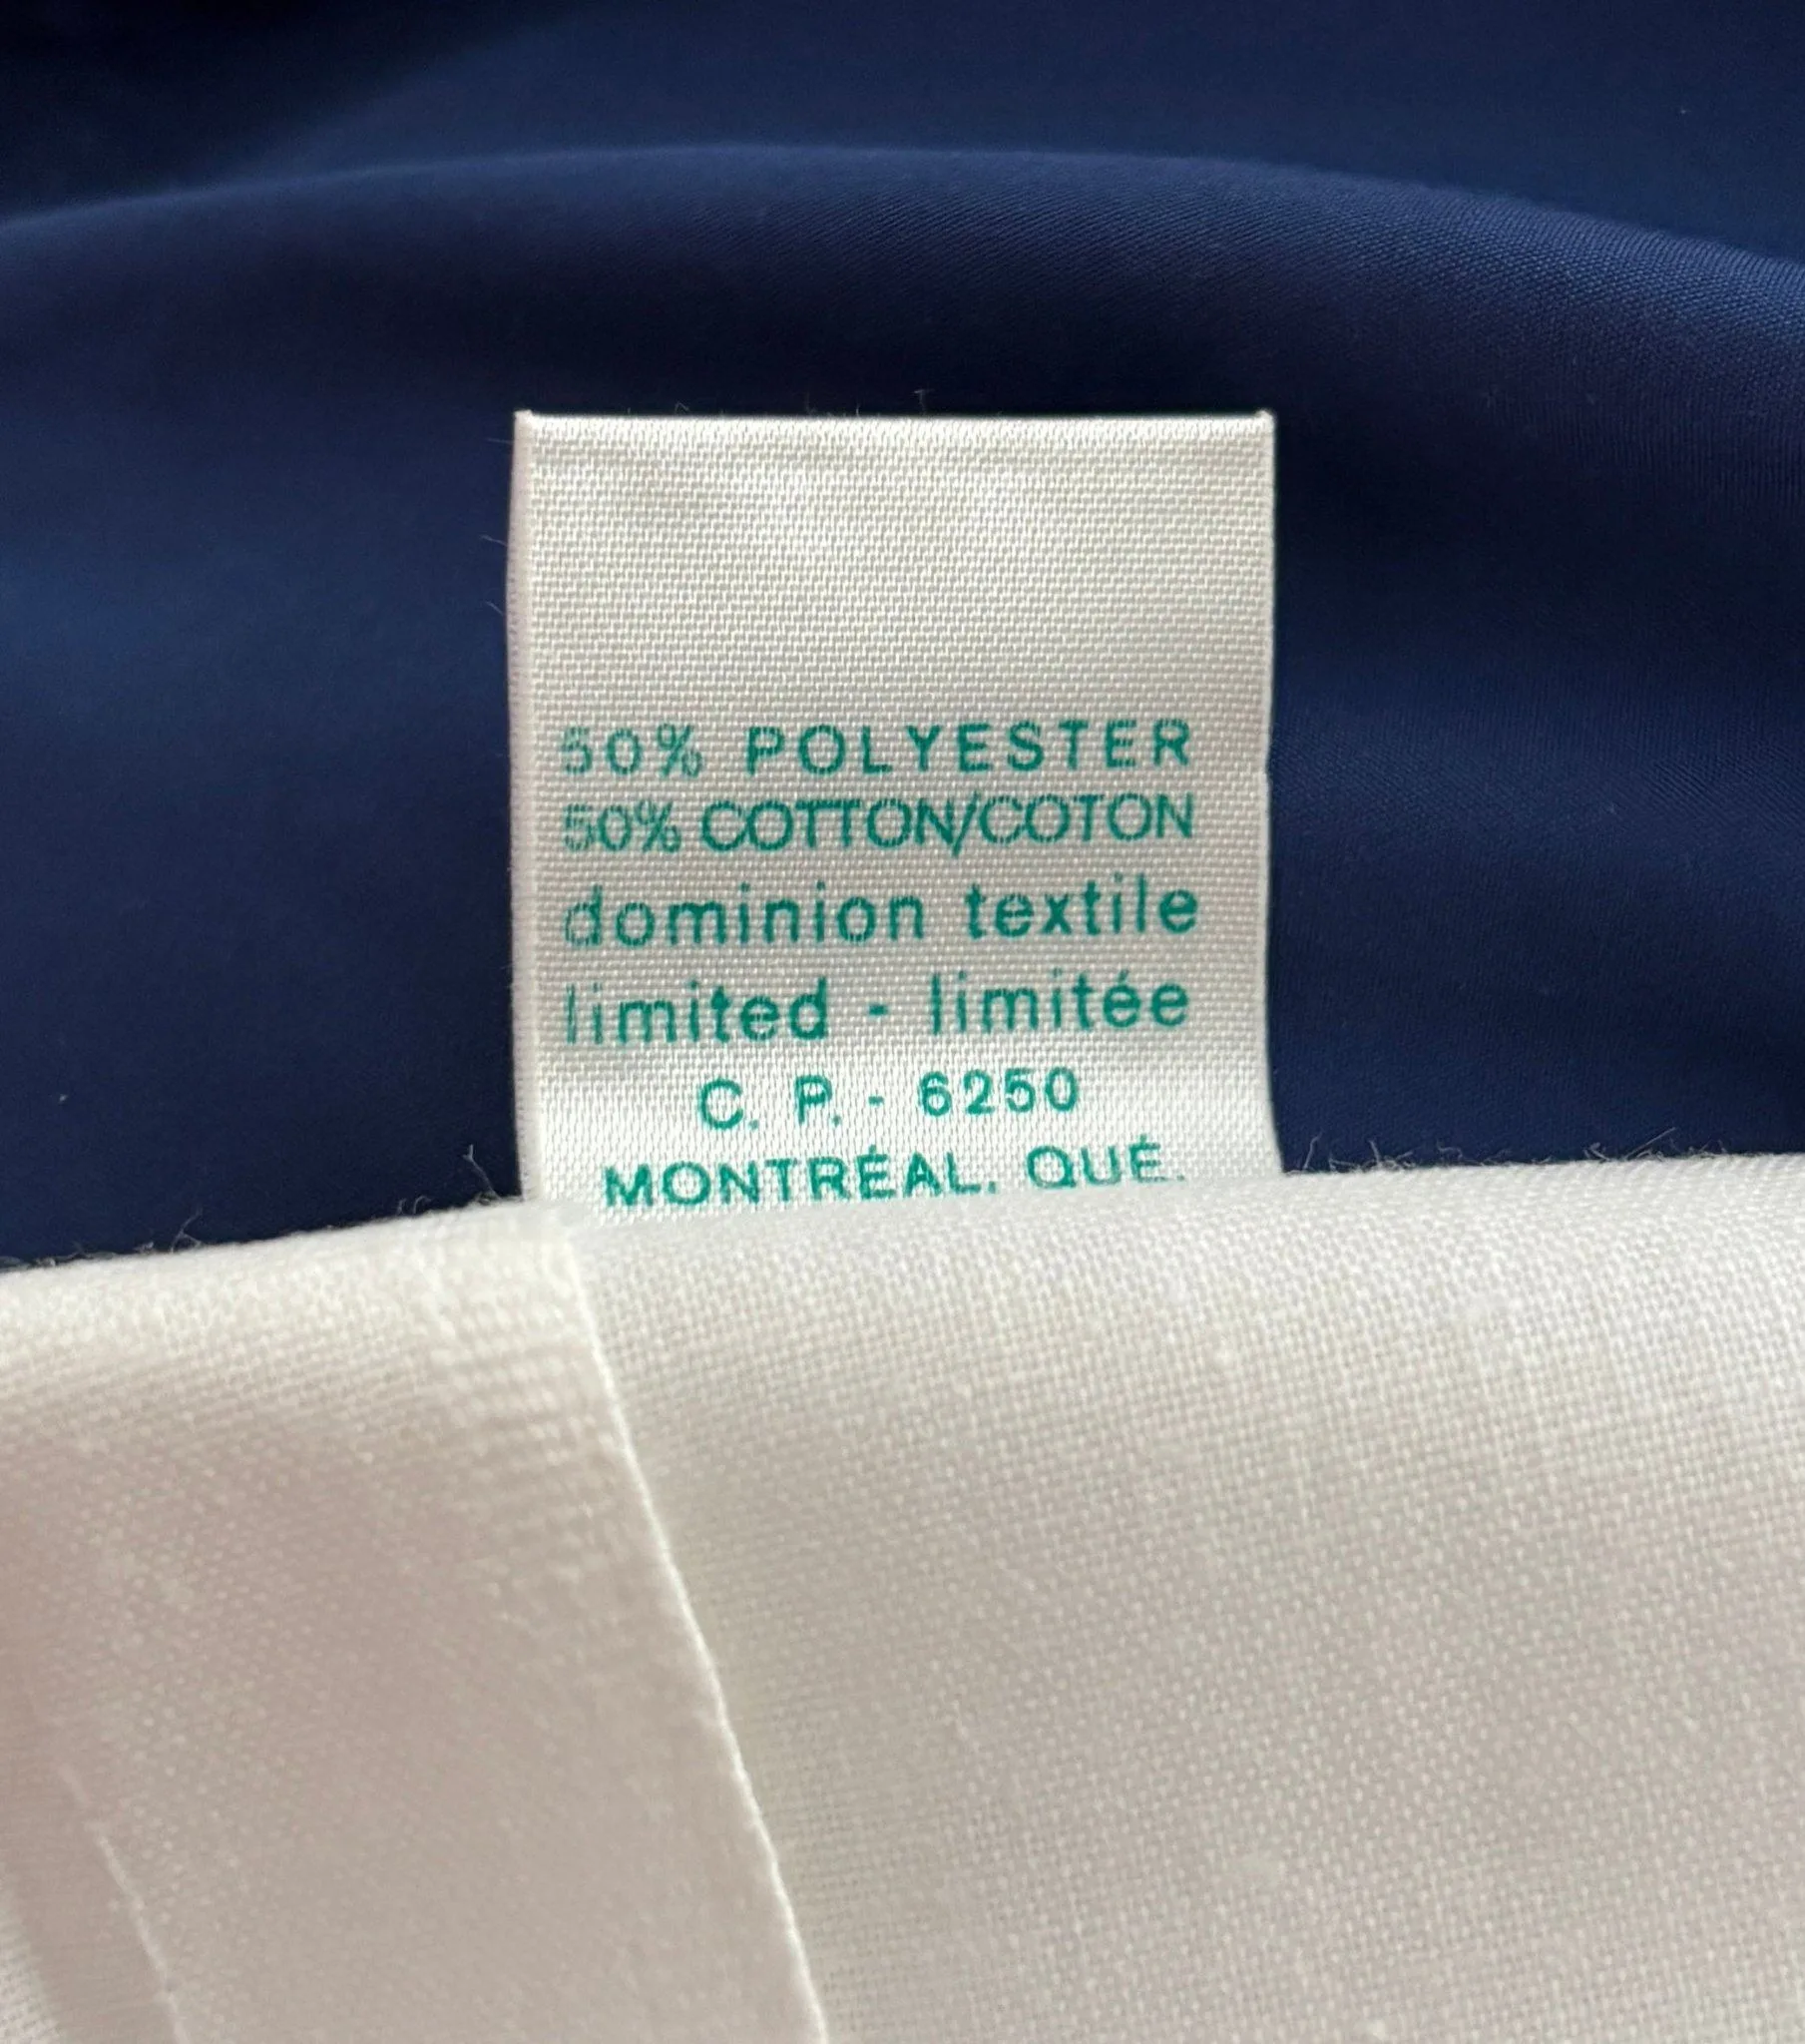 50% POLYESTER
50% COTTON/COTON
dominion textile
limited - limitée
C. P. - 6250
MONTRÉAL. QUÉ.